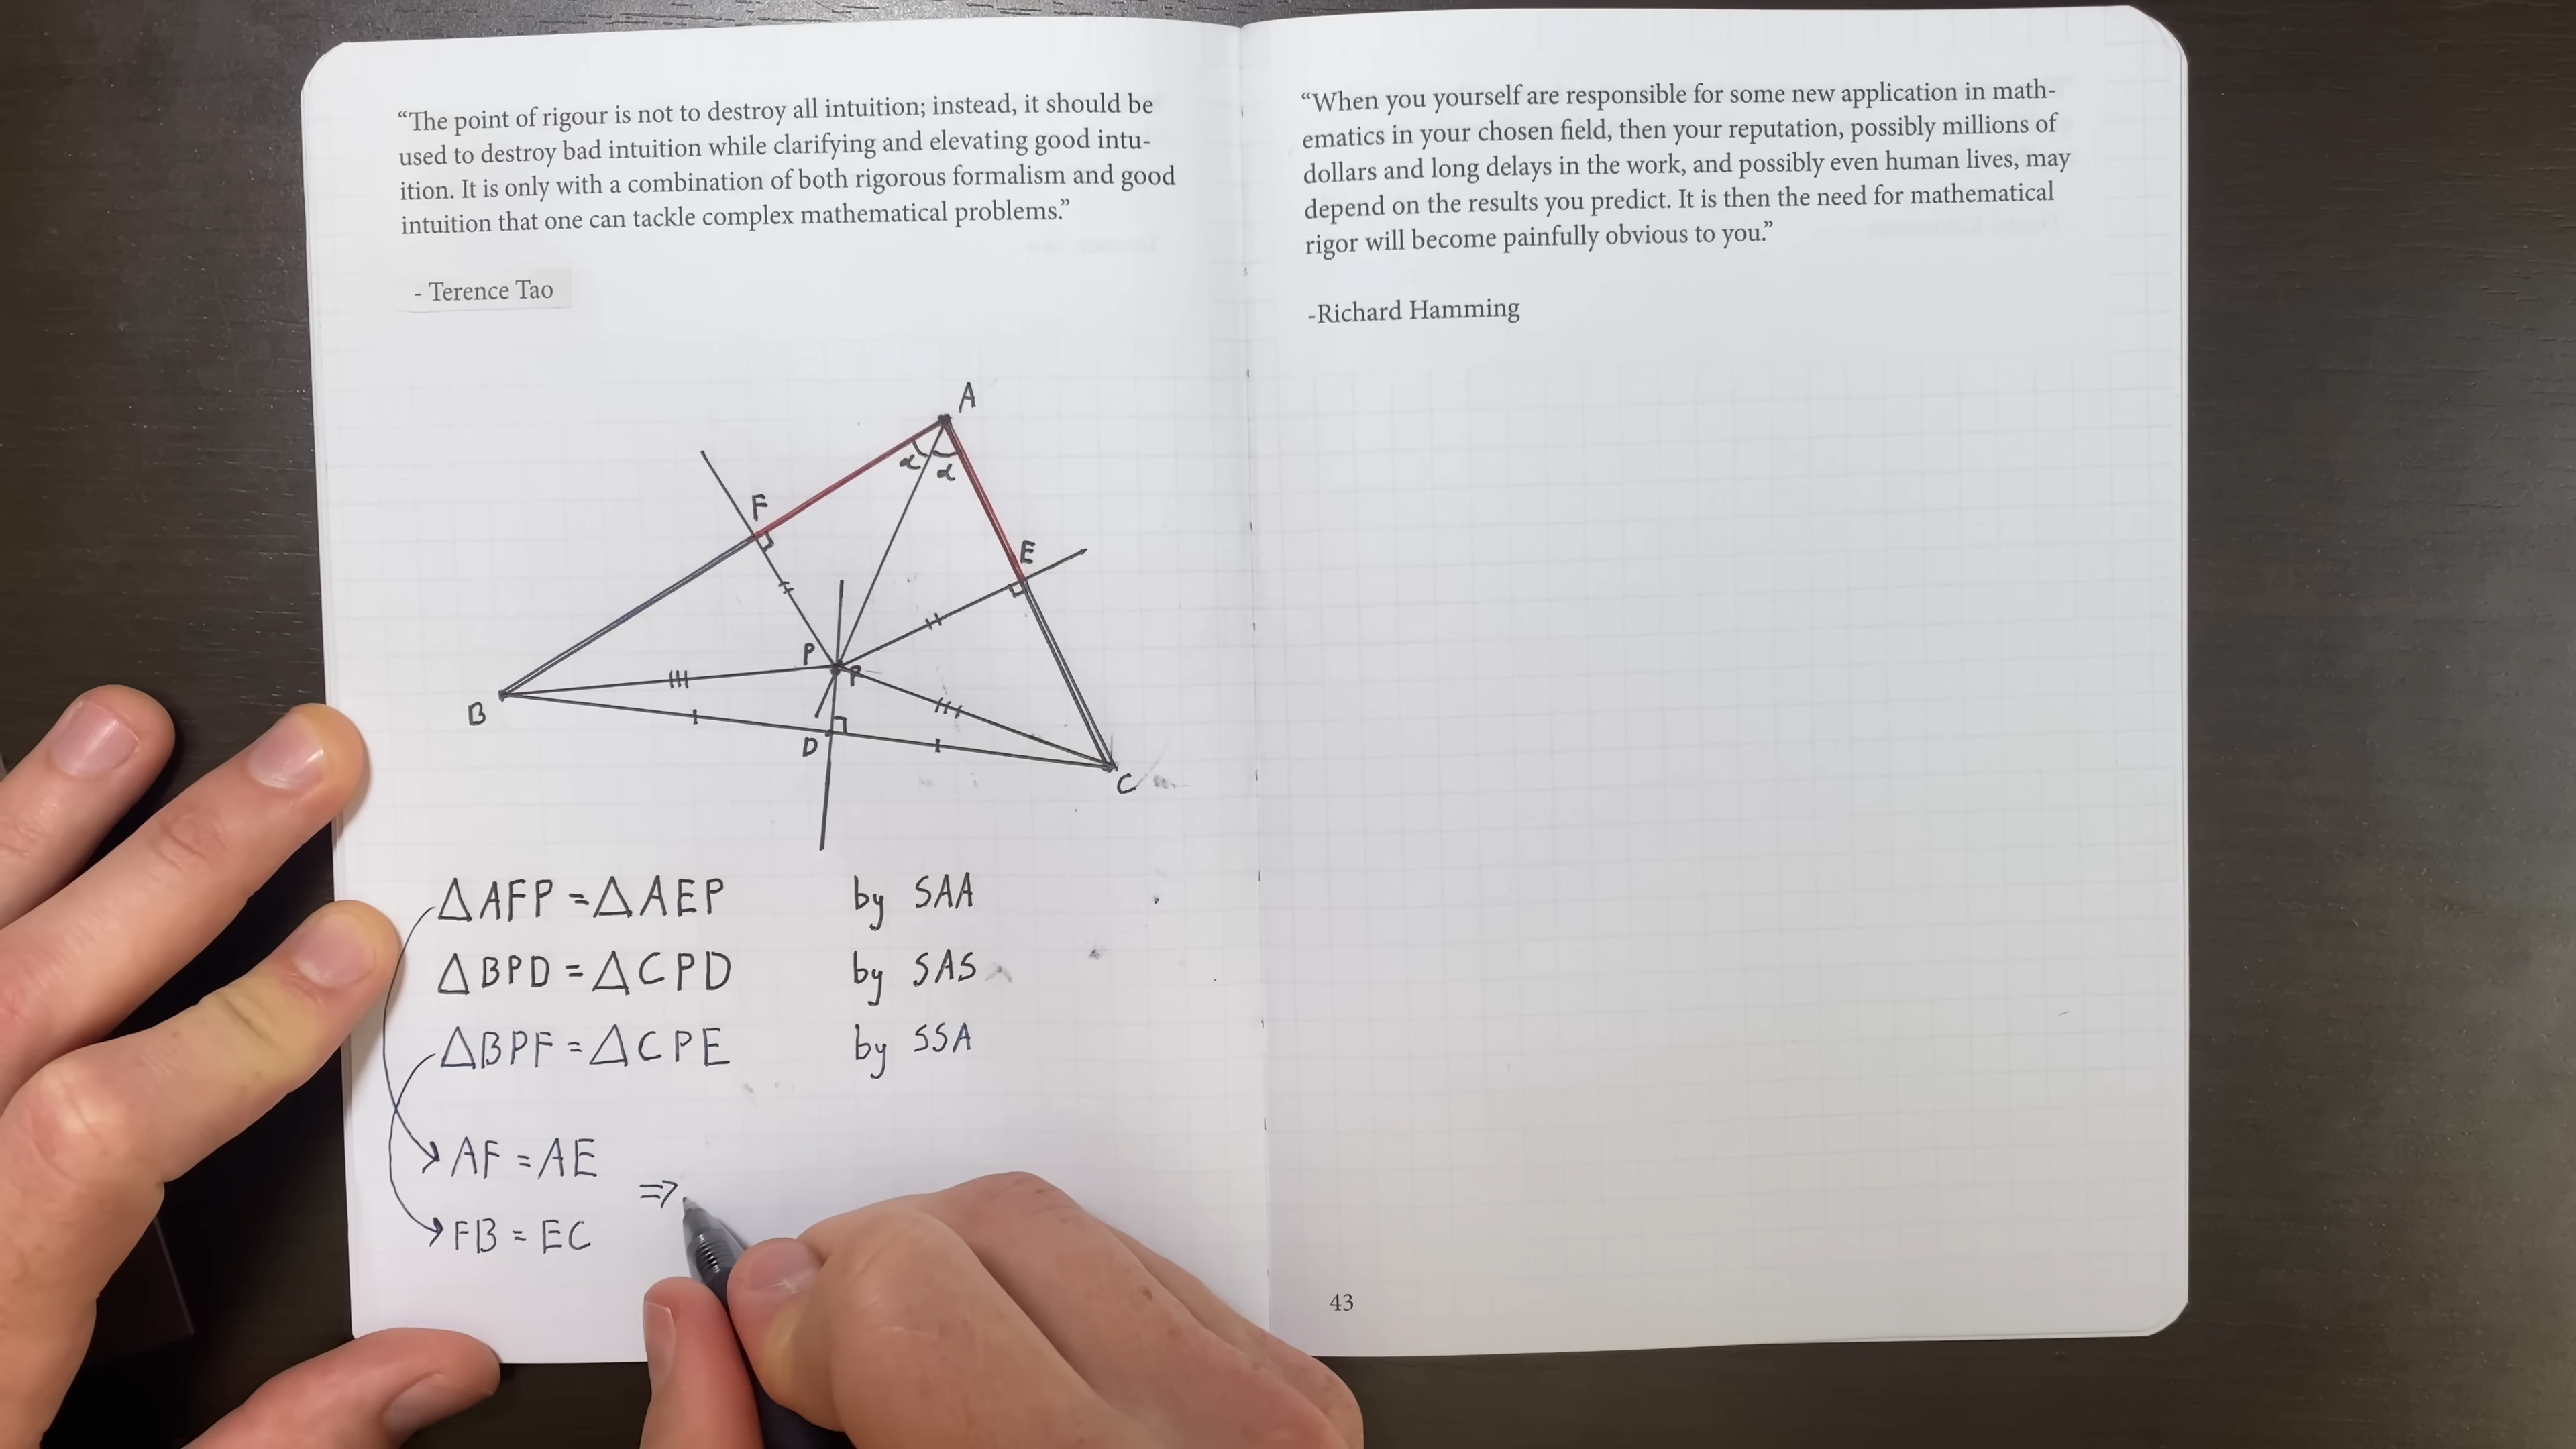 “The point of rigour is not to destroy all intuition; instead, it should be
used to destroy bad intuition while clarifying and elevating good intu-
ition. It is only with a combination of both rigorous formalism and good
intuition that one can tackle complex mathematical problems.”
- Terence Tao
A
α α
F
E
P
P
B
D
C
△AFP = △AEP by SAA
△BPD = △CPD by SAS
△BPF = △CPE by SSA
AF = AE
⇒
FB = EC
“When you yourself are responsible for some new application in math-
ematics in your chosen field, then your reputation, possibly millions of
dollars and long delays in the work, and possibly even human lives, may
depend on the results you predict. It is then the need for mathematical
rigor will become painfully obvious to you.”
-Richard Hamming
43